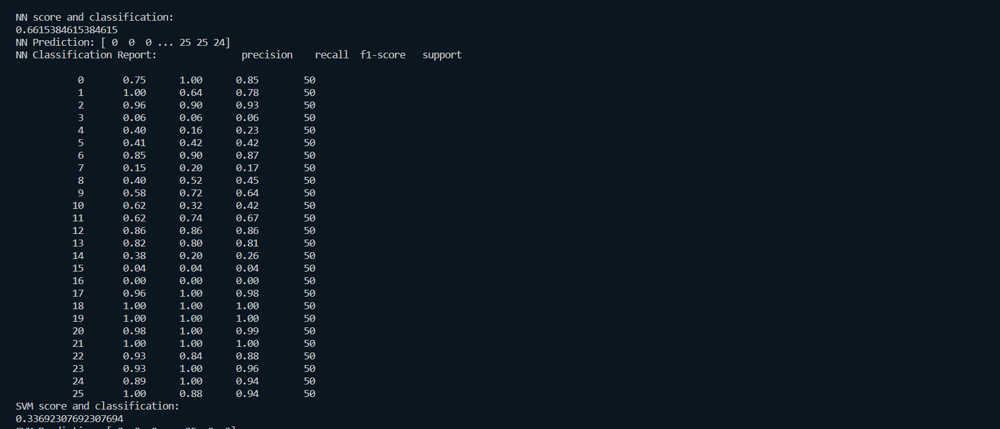 NN score and classification:
0.6615384615384615
NN Prediction: [ 0  0  0 ... 25 25 24]
NN Classification Report:               precision    recall  f1-score   support
           0       0.75      1.00      0.85        50
           1       1.00      0.64      0.78        50
           2       0.96      0.90      0.93        50
           3       0.06      0.06      0.06        50
           4       0.40      0.16      0.23        50
           5       0.41      0.42      0.42        50
           6       0.85      0.90      0.87        50
           7       0.15      0.20      0.17        50
           8       0.40      0.52      0.45        50
           9       0.58      0.72      0.64        50
          10       0.62      0.32      0.42        50
          11       0.62      0.74      0.67        50
          12       0.86      0.86      0.86        50
          13       0.82      0.80      0.81        50
          14       0.38      0.20      0.26        50
          15       0.04      0.04      0.04        50
          16       0.00      0.00      0.00        50
          17       0.96      1.00      0.98        50
          18       1.00      1.00      1.00        50
          19       1.00      1.00      1.00        50
          20       0.98      1.00      0.99        50
          21       1.00      1.00      1.00        50
          22       0.93      0.84      0.88        50
          23       0.93      1.00      0.96        50
          24       0.89      1.00      0.94        50
          25       1.00      0.88      0.94        50
SVM score and classification:
0.33692307692307694